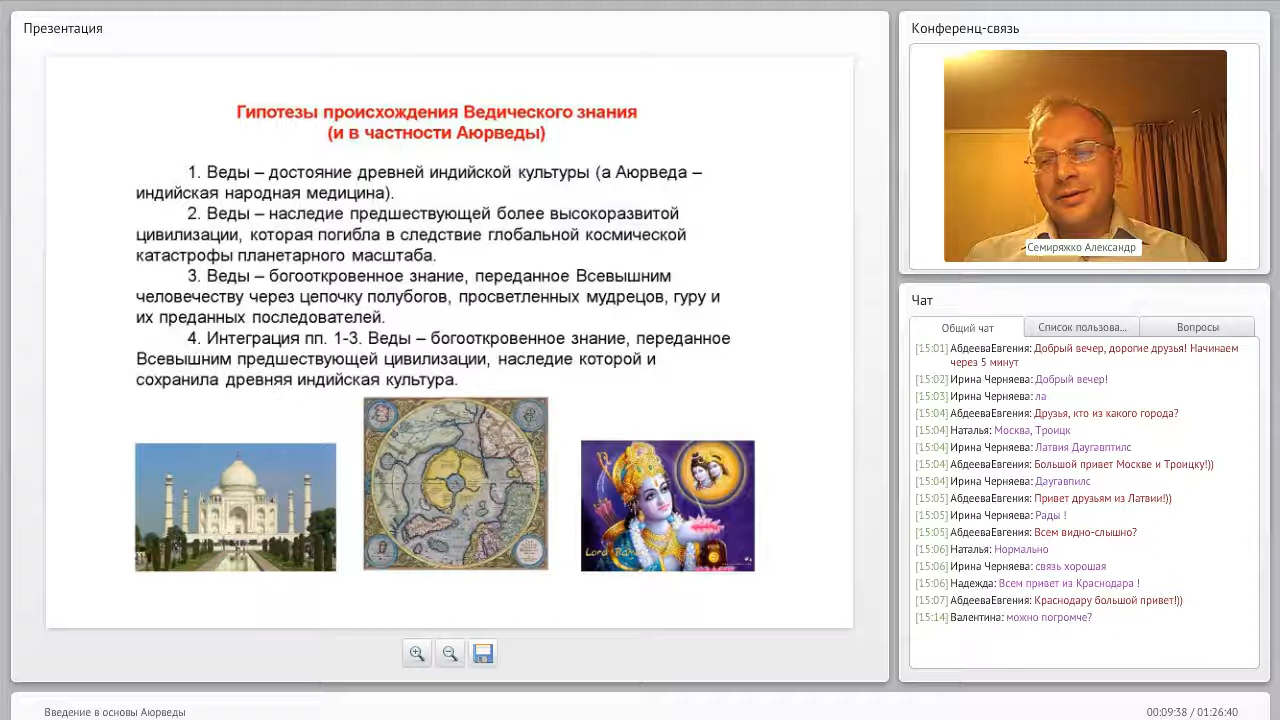 Презентация
Гипотезы происхождения Ведического знания
(и в частности Аюрведы)
1. Веды – достояние древней индийской культуры (а Аюрведа –
индийская народная медицина).
2. Веды – наследие предшествующей более высокоразвитой
цивилизации, которая погибла в следствие глобальной космической
катастрофы планетарного масштаба.
3. Веды – богооткровенное знание, переданное Всевышним
человечеству через цепочку полубогов, просветленных мудрецов, гуру и
их преданных последователей.
4. Интеграция пп. 1-3. Веды – богооткровенное знание, переданное
Всевышним предшествующей цивилизации, наследие которой и
сохранила древняя индийская культура.
Lord Rama
Конференц-связь
Семиряжко Александр
Чат
Общий чат
Список пользова...
Вопросы
[15:01] АбдееваЕвгения: Добрый вечер, дорогие друзья! Начинаем
через 5 минут
[15:02] Ирина Черняева: Добрый вечер!
[15:03] Ирина Черняева: ла
[15:04] АбдееваЕвгения: Друзья, кто из какого города?
[15:04] Наталья: Москва, Троицк
[15:04] Ирина Черняева: Латвия Даугавптилс
[15:04] АбдееваЕвгения: Большой привет Москве и Троицку!))
[15:04] Ирина Черняева: Даугавпилс
[15:05] АбдееваЕвгения: Привет друзьям из Латвии!))
[15:05] Ирина Черняева: Рады !
[15:05] АбдееваЕвгения: Всем видно-слышно?
[15:06] Наталья: Нормально
[15:06] Ирина Черняева: связь хорошая
[15:06] Надежда: Всем привет из Краснодара !
[15:07] АбдееваЕвгения: Краснодару большой привет!))
[15:14] Валентина: можно погромче?
Введение в основы Аюрведы
00:09:38 / 01:26:40